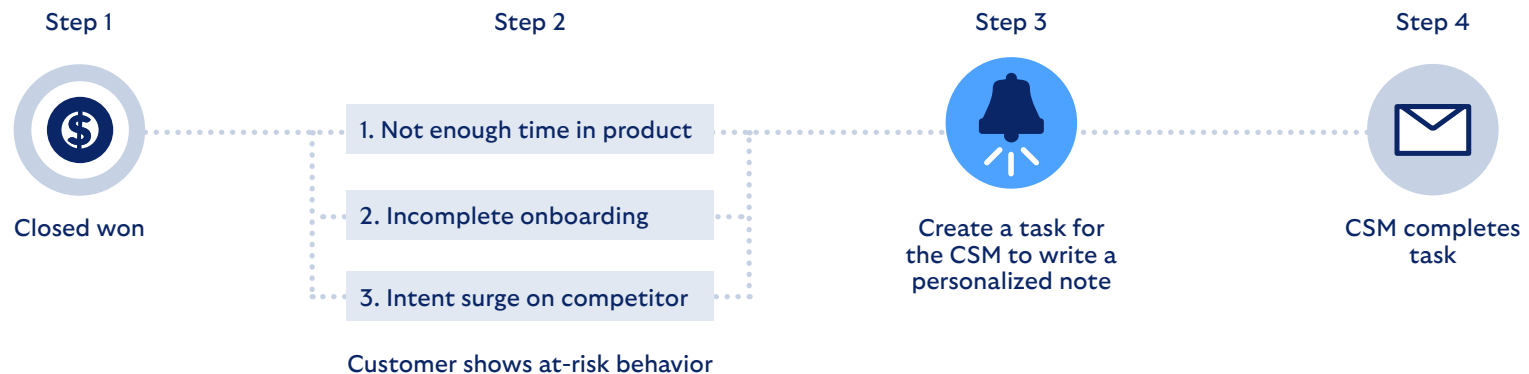 Step 1
Step 2
Step 3
Step 4
$
1. Not enough time in product
2. Incomplete onboarding
3. Intent surge on competitor
Closed won
Customer shows at-risk behavior
Create a task for
the CSM to write a
personalized note
CSM completes
task